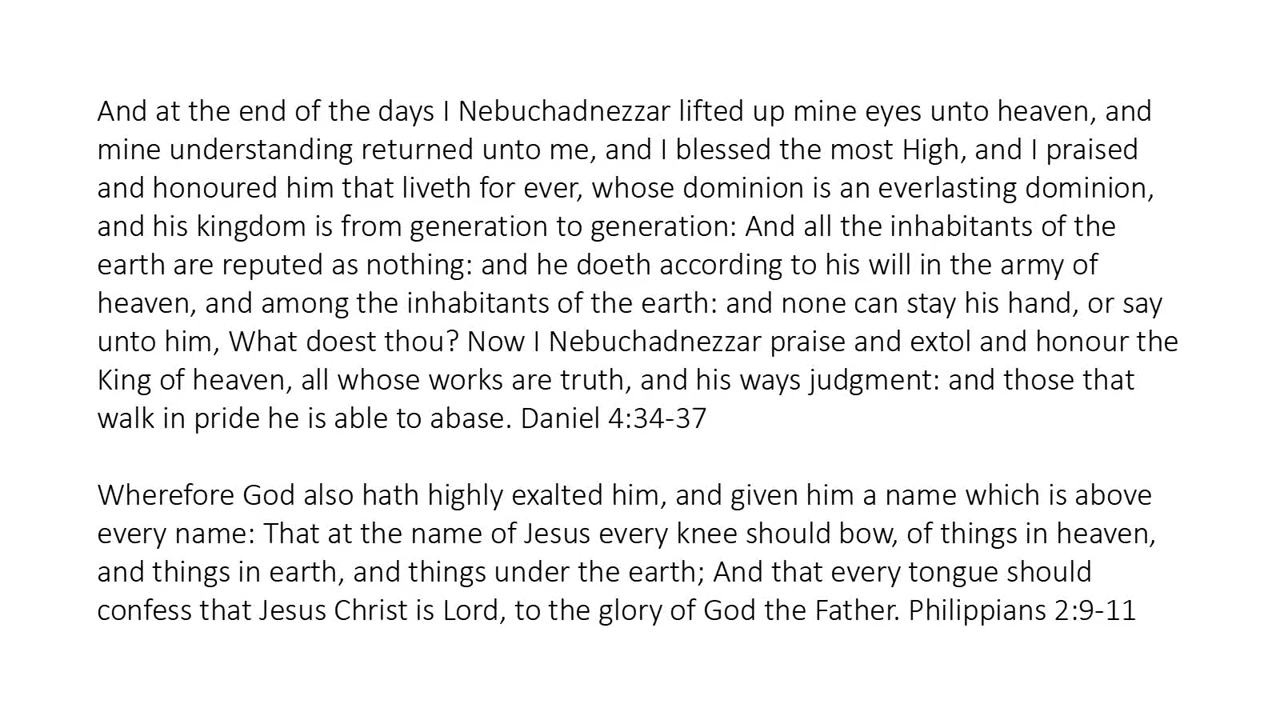 And at the end of the days I Nebuchadnezzar lifted up mine eyes unto heaven, and
mine understanding returned unto me, and I blessed the most High, and I praised
and honoured him that liveth for ever, whose dominion is an everlasting dominion,
and his kingdom is from generation to generation: And all the inhabitants of the
earth are reputed as nothing: and he doeth according to his will in the army of
heaven, and among the inhabitants of the earth: and none can stay his hand, or say
unto him, What doest thou? Now I Nebuchadnezzar praise and extol and honour the
King of heaven, all whose works are truth, and his ways judgment: and those that
walk in pride he is able to abase. Daniel 4:34-37
Wherefore God also hath highly exalted him, and given him a name which is above
every name: That at the name of Jesus every knee should bow, of things in heaven,
and things in earth, and things under the earth; And that every tongue should
confess that Jesus Christ is Lord, to the glory of God the Father. Philippians 2:9-11